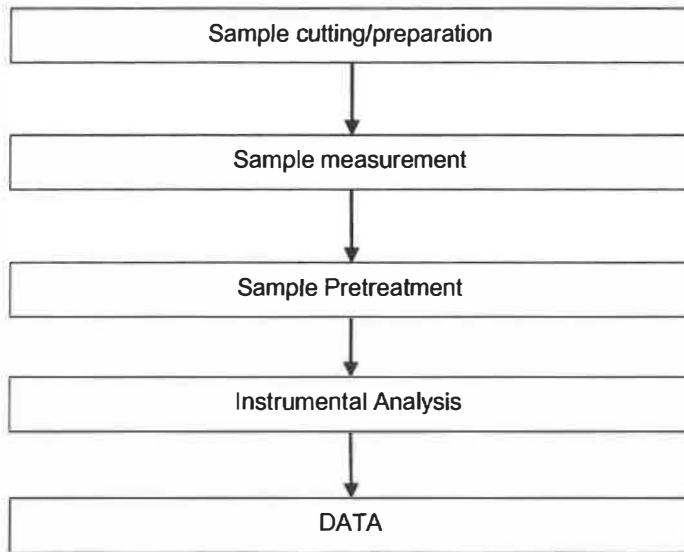 Sample cutting/preparation
Sample measurement
Sample Pretreatment
Instrumental Analysis
DATA